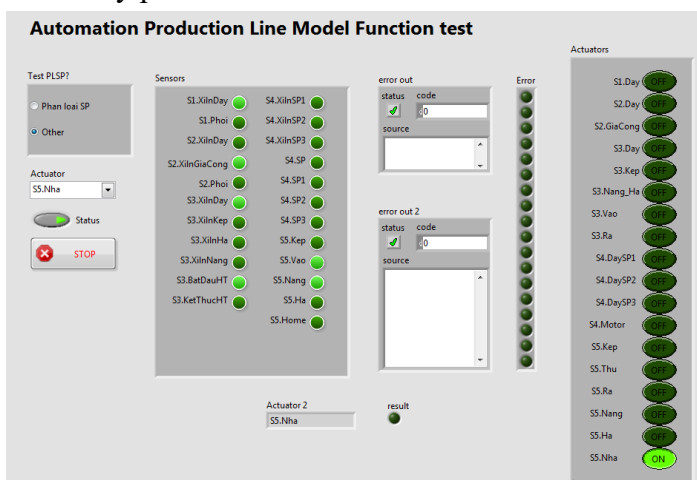 Automation Production Line Model Function test
Test PLSP?
Phan loai SP
Other
Actuator
S5.Nha
Status
STOP
Sensors
S1.XilnDay
S1.Phoi
S2.XilnDay
S2.XilnGiaCong
S2.Phoi
S3.XilnDay
S3.XilnKep
S3.XilnHa
S3.XilnNang
S3.BatDauHT
S3.KetThucHT
S4.XilnSP1
S4.XilnSP2
S4.XilnSP3
S4.SP
S4.SP1
S4.SP2
S4.SP3
S5.Kep
S5.Vao
S5.Nang
S5.Ha
S5.Home
error out
status code
0
source
error out 2
status code
0
source
Error
Actuator 2
S5.Nha
result
Actuators
S1.Day OFF
S2.Day OFF
S2.GiaCong OFF
S3.Day OFF
S3.Kep OFF
S3.Nang_Ha OFF
S3.Vao OFF
S3.Ra OFF
S4.DaySP1 OFF
S4.DaySP2 OFF
S4.DaySP3 OFF
S4.Motor OFF
S5.Kep OFF
S5.Thu OFF
S5.Ra OFF
S5.Nang OFF
S5.Ha OFF
S5.Nha ON